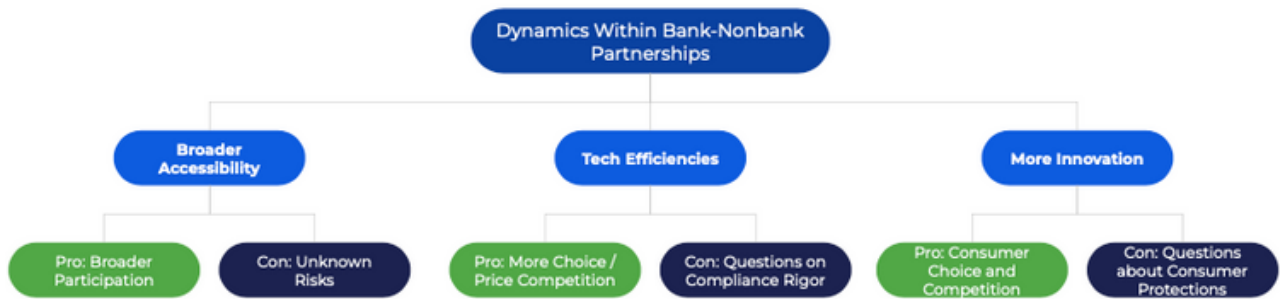 Dynamics Within Bank-Nonbank
Partnerships
Broader
Accessibility
Tech Efficiencies
More Innovation
Pro: Broader
Participation
Con: Unknown
Risks
Pro: More Choice /
Price Competition
Con: Questions on
Compliance Rigor
Pro: Consumer
Choice and
Competition
Con: Questions
about Consumer
Protections